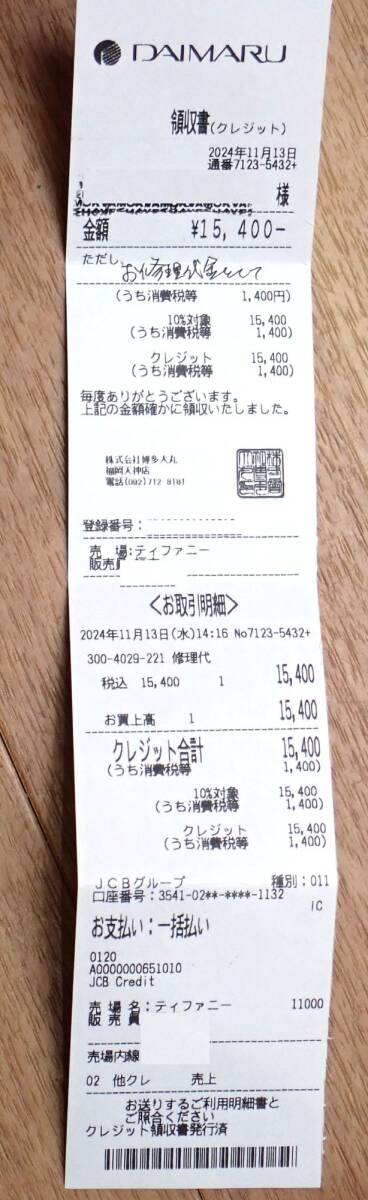 DAIMARU
領収書(クレジット)
2024年11月13日
通番7123-5432+
様
金額 ¥15,400-
ただし お修理代金として
(うち消費税等 1,400円)
10%対象 15,400
(うち消費税等 1,400)
クレジット 15,400
(うち消費税等 1,400)
毎度ありがとうございます。
上記の金額確かに領収いたしました。
株式会社博多大丸
福岡天神店
電話(092)712-8181
登録番号:
売 場:ティファニー
販売
<お取引明細>
2024年11月13日(水)14:16 No7123-5432+
300-4029-221 修理代
税込 15,400 1 15,400
お買上高 1 15,400
クレジット合計 15,400
(うち消費税等 1,400)
10%対象 15,400
(うち消費税等 1,400)
クレジット 15,400
(うち消費税等 1,400)
JCBグループ 種別:011
口座番号:3541-02**-****-1132
IC
お支払い:一括払い
0120
A0000000651010
JCB Credit
売 場 名:ティファニー 11000
販 売 員
売場内線
02 他クレ 売上
お送りするご利用明細書と
ご照合ください
クレジット領収書発行済